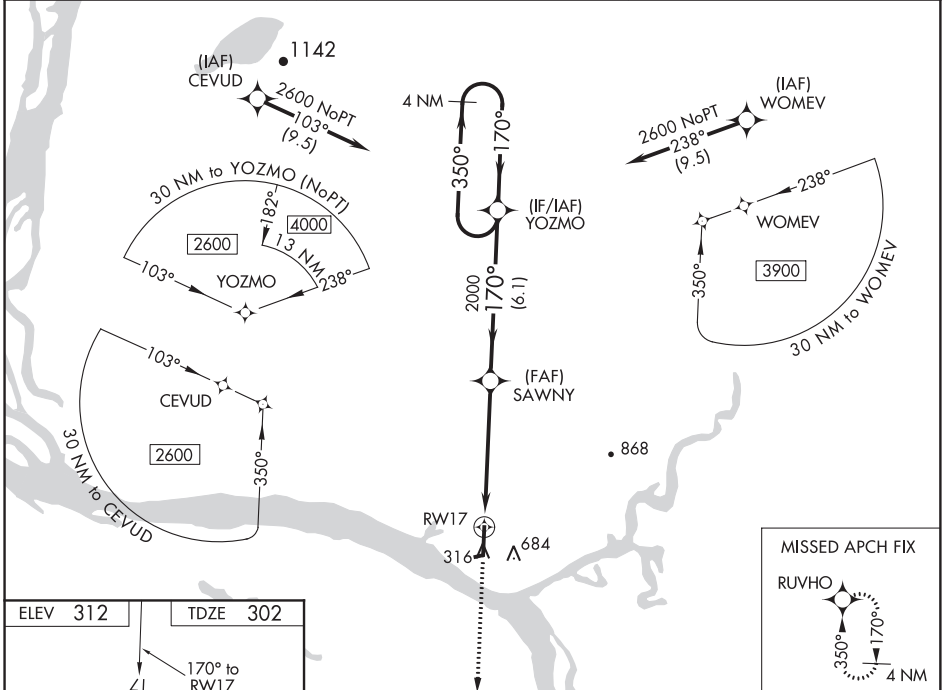 1142
(IAF)
CEVUD
2600 NoPT
103°
(9.5)
4 NM
350°
170°
(IF/IAF)
YOZMO
(IAF)
WOMEV
2600 NoPT
238°
(9.5)
30 NM to YOZMO (NoPT)
182°
4000
2600
13 NM
103°
YOZMO
238°
238°
WOMEV
350°
3900
30 NM to WOMEV
2000
170°
(6.1)
(FAF)
SAWNY
103°
CEVUD
2600
350°
30 NM to CEVUD
868
RW17
316
684
MISSED APCH FIX
RUVHO
350°
170°
4 NM
ELEV 312
TDZE 302
170° to
RW17